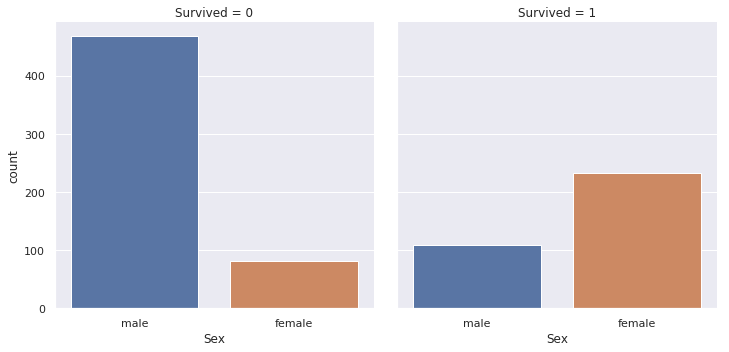 Survived = 0
Survived = 1
count
400
300
200
100
0
male
female
male
female
Sex
Sex